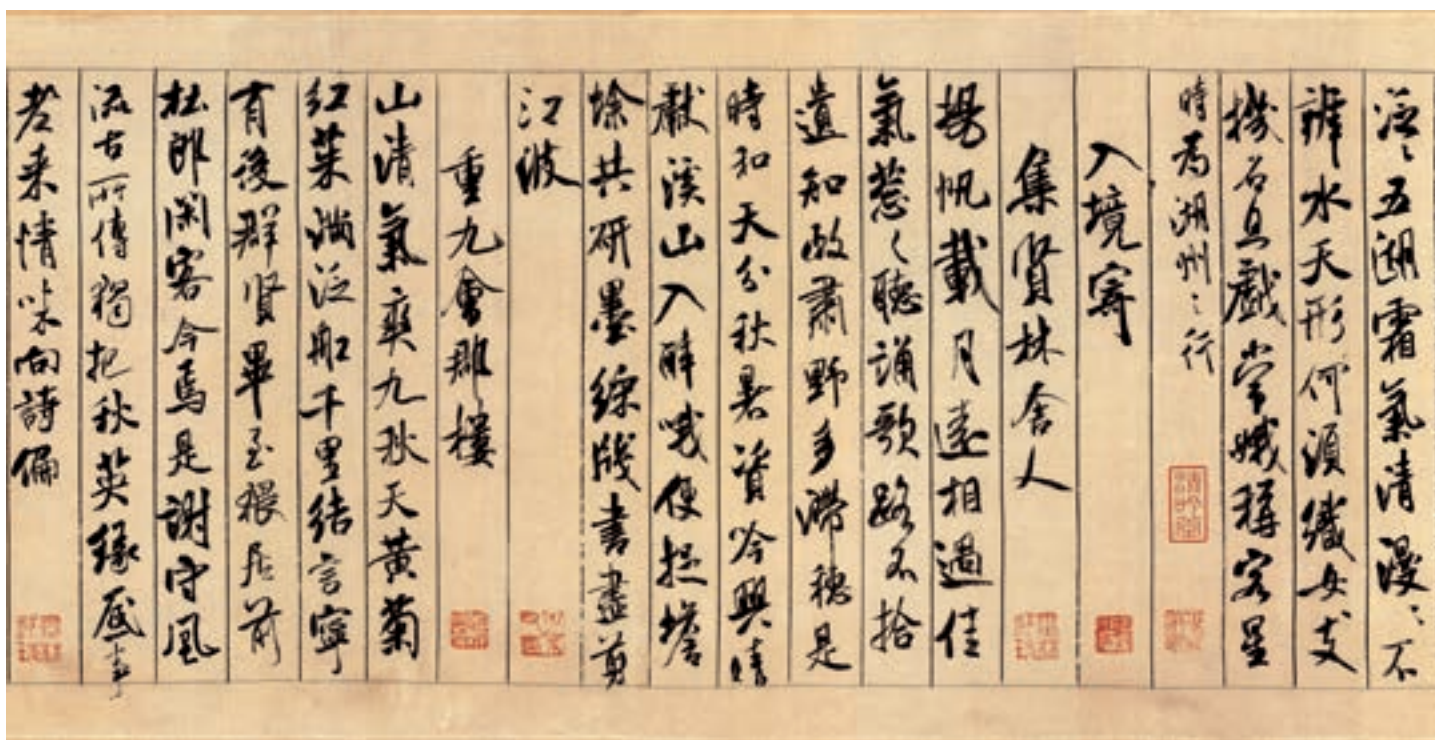 泛〻五湖霜氣清漫〻不
辨水天形何須織女支
機石且戲常娥稱客星
時為湖州之行
入境寄
集賢林舍人
揚帆載月遠相過佳
氣蔥〻聽誦歌路不拾
遺知政肅野多滯穗是
時和天分秋暑資吟興晴
獻溪山入醉哦便捉蟾
蜍共研墨綵牋書盡剪
江波
重九會郡樓
山清氣爽九秋天黃菊
紅茱滿泛船千里結言寧
有後群賢畢至猥居前
杜郎閑客今焉是謝守風
流古所傳獨把秋英緣底事
老來情味向詩偏